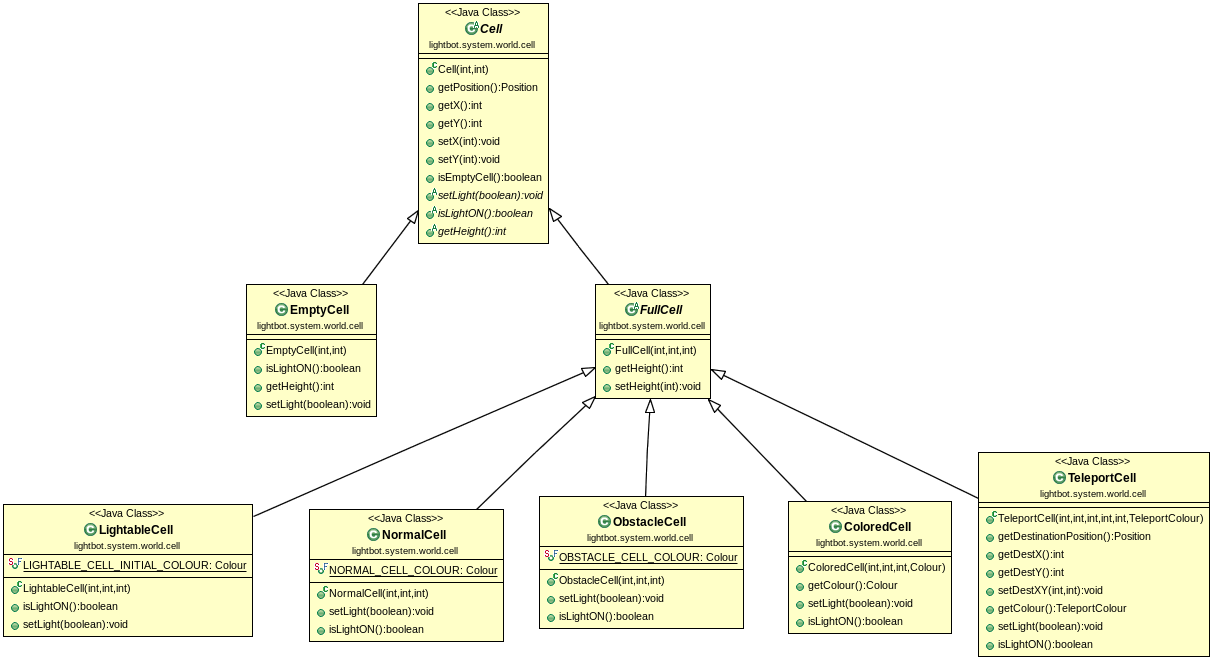 <<Java Class>>
Cell
lightbot.system.world.cell
Cell(int,int)
getPosition():Position
getX():int
getY():int
setX(int):void
setY(int):void
isEmptyCell():boolean
setLight(boolean):void
isLightON():boolean
getHeight():int
<<Java Class>>
EmptyCell
lightbot.system.world.cell
EmptyCell(int,int)
isLightON():boolean
getHeight():int
setLight(boolean):void
<<Java Class>>
FullCell
lightbot.system.world.cell
FullCell(int,int,int)
getHeight():int
setHeight(int):void
<<Java Class>>
LightableCell
lightbot.system.world.cell
LIGHTABLE_CELL_INITIAL_COLOUR: Colour
LightableCell(int,int,int)
isLightON():boolean
setLight(boolean):void
<<Java Class>>
NormalCell
lightbot.system.world.cell
NORMAL_CELL_COLOUR: Colour
NormalCell(int,int,int)
setLight(boolean):void
isLightON():boolean
<<Java Class>>
ObstacleCell
lightbot.system.world.cell
OBSTACLE_CELL_COLOUR: Colour
ObstacleCell(int,int,int)
setLight(boolean):void
isLightON():boolean
<<Java Class>>
ColoredCell
lightbot.system.world.cell
ColoredCell(int,int,int,Colour)
getColour():Colour
setLight(boolean):void
isLightON():boolean
<<Java Class>>
TeleportCell
lightbot.system.world.cell
TeleportCell(int,int,int,int,int,TeleportColour)
getDestinationPosition():Position
getDestX():int
getDestY():int
setDestXY(int,int):void
getColour():TeleportColour
setLight(boolean):void
isLightON():boolean